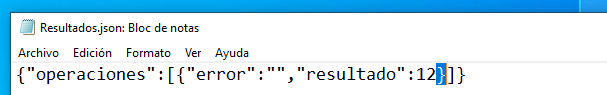 Resultados.json: Bloc de notas
Archivo Edición Formato Ver Ayuda
{"operaciones":[{"error":"","resultado":12}]}